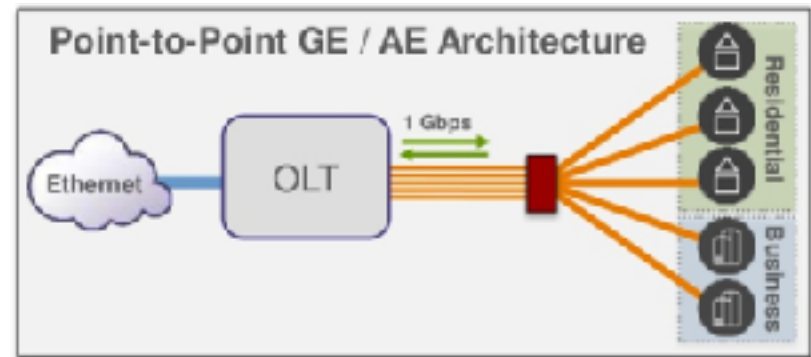 Point-to-Point GE / AE Architecture
1 Gbps
Ethernet
OLT
Residential
Business